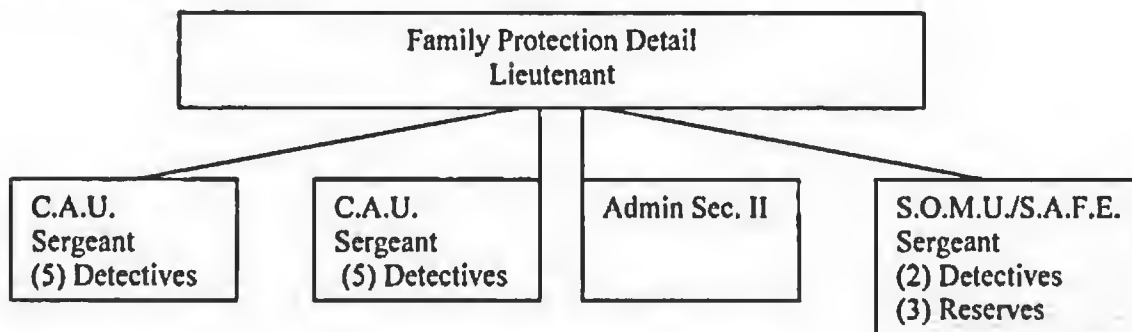 Family Protection Detail
Lieutenant
C.A.U.
Sergeant
(5) Detectives
C.A.U.
Sergeant
(5) Detectives
Admin Sec. II
S.O.M.U./S.A.F.E.
Sergeant
(2) Detectives
(3) Reserves